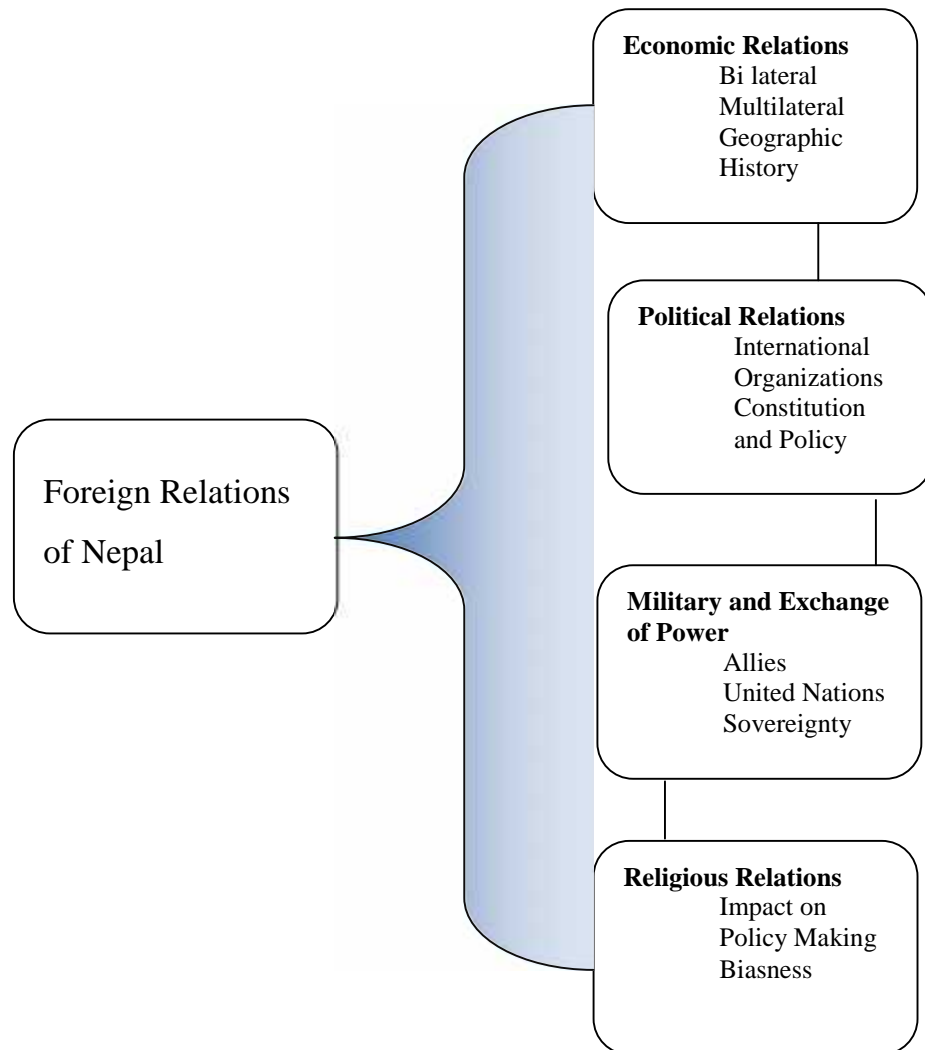 Foreign Relations
of Nepal
Economic Relations
Bi lateral
Multilateral
Geographic
History
Political Relations
International
Organizations
Constitution
and Policy
Military and Exchange
of Power
Allies
United Nations
Sovereignty
Religious Relations
Impact on
Policy Making
Biasness